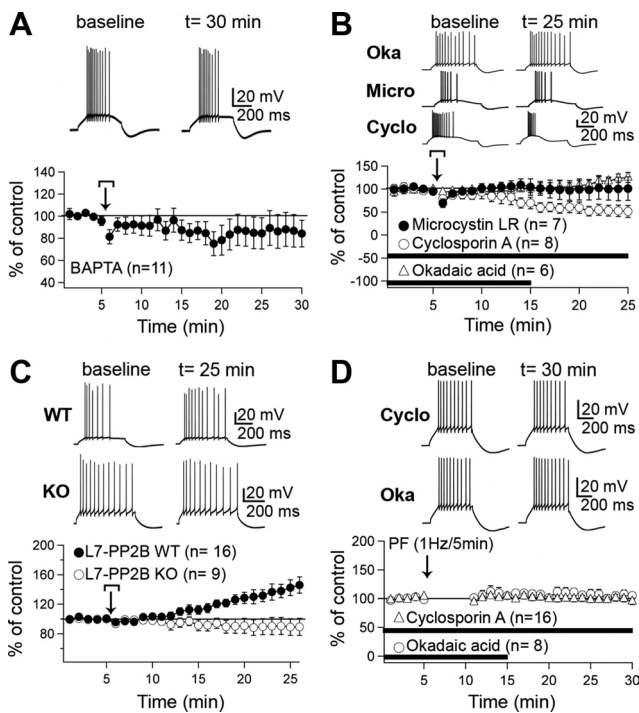 A
baseline
t= 30 min
20 mV
200 ms
% of control
140
120
100
80
60
40
BAPTA (n=11)
5
10
15
20
25
30
Time (min)
B
baseline
t= 25 min
Oka
Micro
Cyclo
20 mV
200 ms
% of control
150
100
50
0
-50
-100
Microcystin LR (n= 7)
Cyclosporin A (n= 8)
Okadaic acid (n= 6)
5
10
15
20
25
Time (min)
C
baseline
t= 25 min
WT
20 mV
200 ms
KO
20 mV
200 ms
% of control
200
160
120
80
L7-PP2B WT (n= 16)
L7-PP2B KO (n= 9)
5
10
15
20
25
Time (min)
D
baseline
t= 30 min
Cyclo
20 mV
200 ms
Oka
20 mV
200 ms
% of control
200
150
100
50
0
PF (1Hz/5min)
Cyclosporin A (n=16)
Okadaic acid (n= 8)
5
10
15
20
25
30
Time (min)